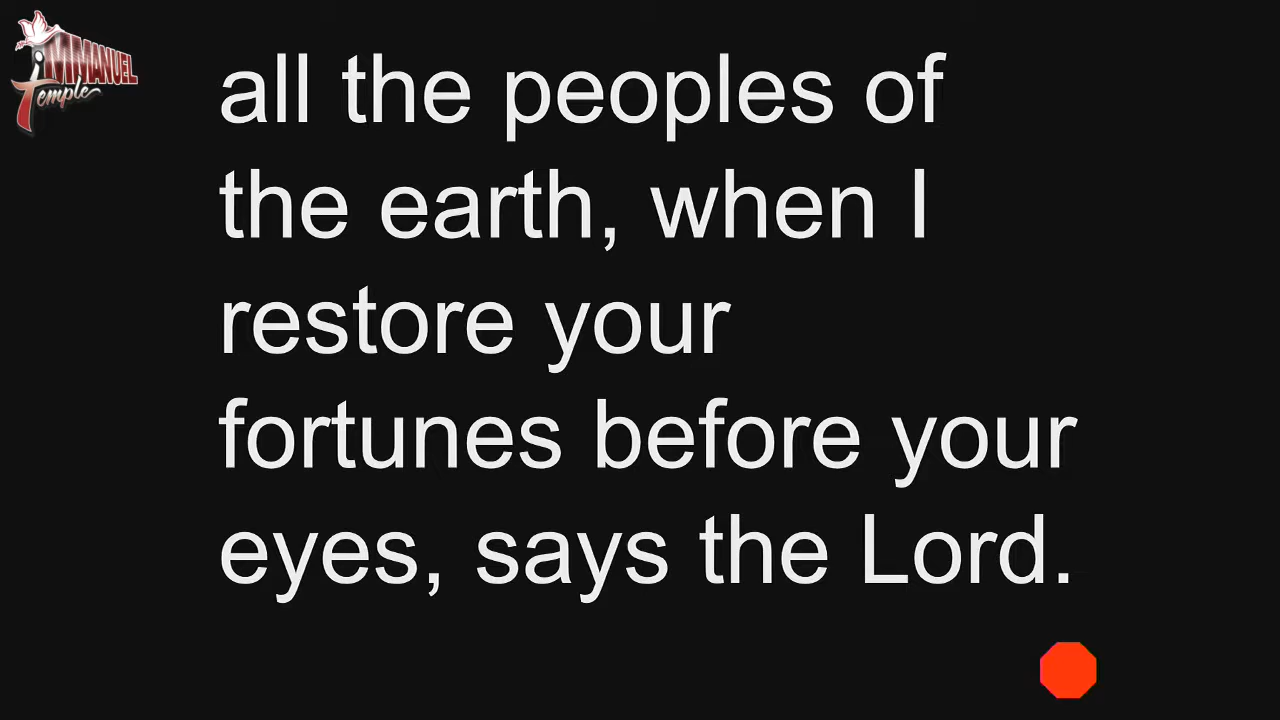 IMMANUEL
Temple
all the peoples of
the earth, when I
restore your
fortunes before your
eyes, says the Lord.